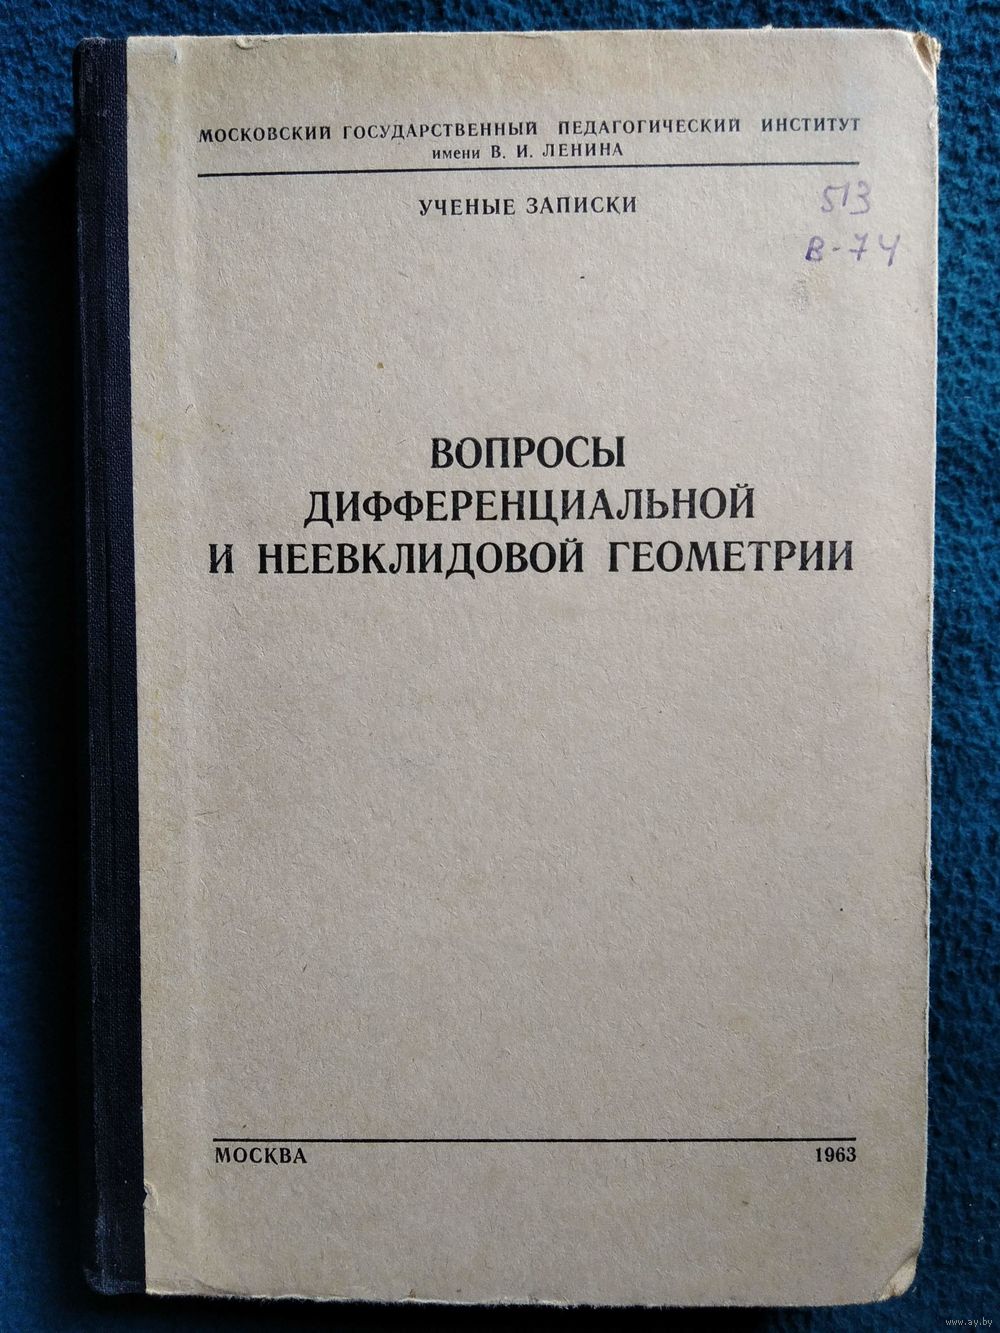 МОСКОВСКИЙ ГОСУДАРСТВЕННЫЙ ПЕДАГОГИЧЕСКИЙ ИНСТИТУТ
имени В. И. ЛЕНИНА
УЧЕНЫЕ ЗАПИСКИ
513
В-74
ВОПРОСЫ
ДИФФЕРЕНЦИАЛЬНОЙ
И НЕЕВКЛИДОВОЙ ГЕОМЕТРИИ
МОСКВА 1963
www.ay.by